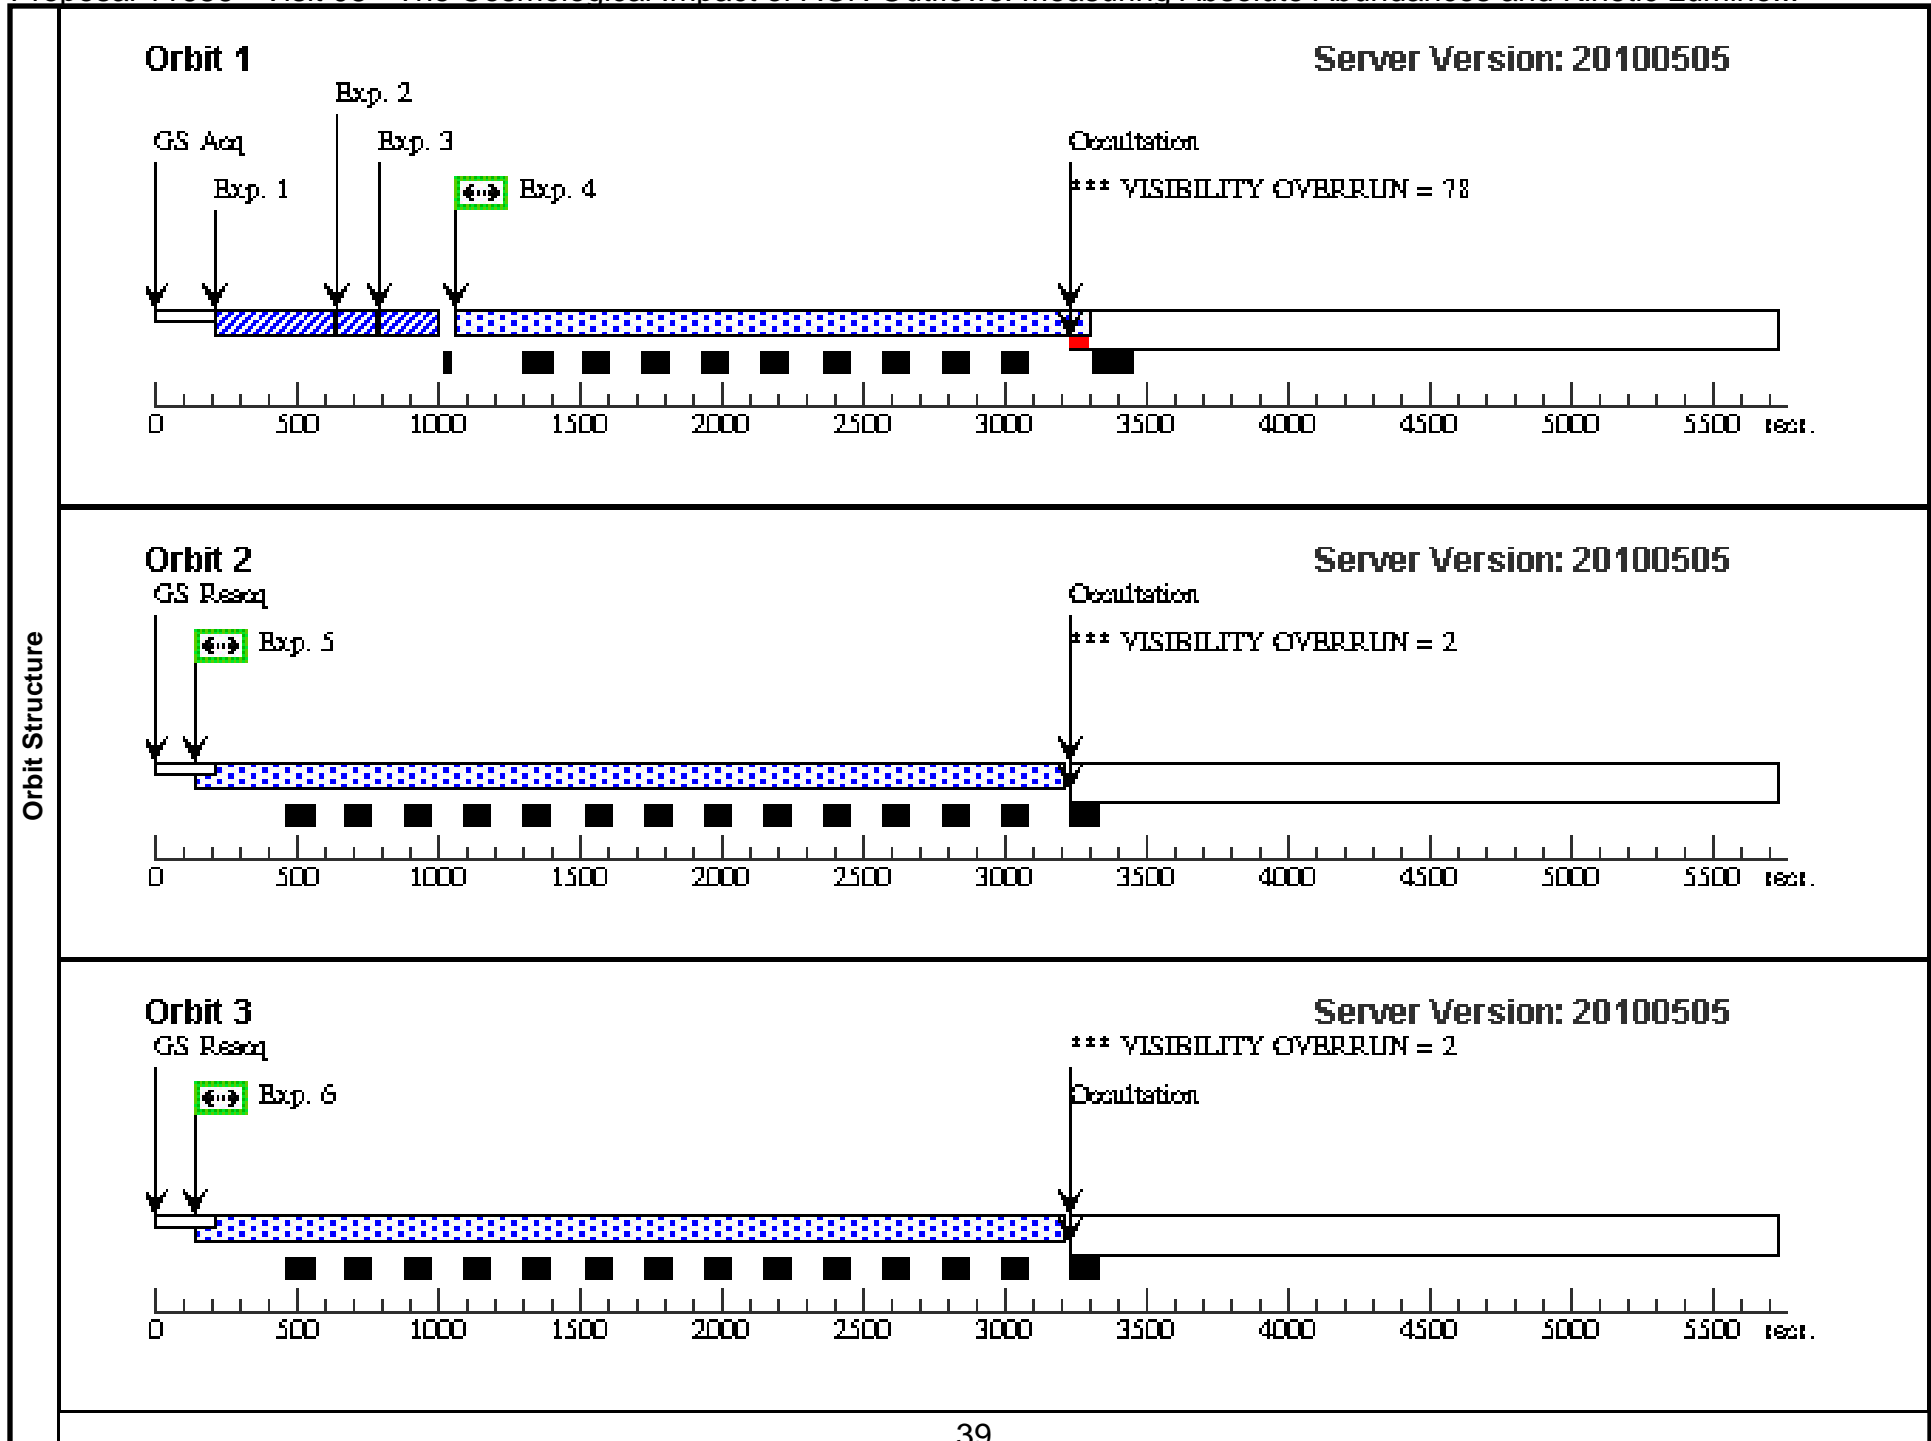 Orbit Structure
Orbit 1
Server Version: 20100505
Exp. 2
GS Acq
Exp. 3
Occultation
Exp. 1
Exp. 4
*** VISIBILITY OVERRUN = 78
0 500 1000 1500 2000 2500 3000 3500 4000 4500 5000 5500 secs.
Orbit 2
Server Version: 20100505
GS Reacq
Occultation
Exp. 5
*** VISIBILITY OVERRUN = 2
0 500 1000 1500 2000 2500 3000 3500 4000 4500 5000 5500 secs.
Orbit 3
Server Version: 20100505
GS Reacq
*** VISIBILITY OVERRUN = 2
Exp. 6
Occultation
0 500 1000 1500 2000 2500 3000 3500 4000 4500 5000 5500 secs.
39